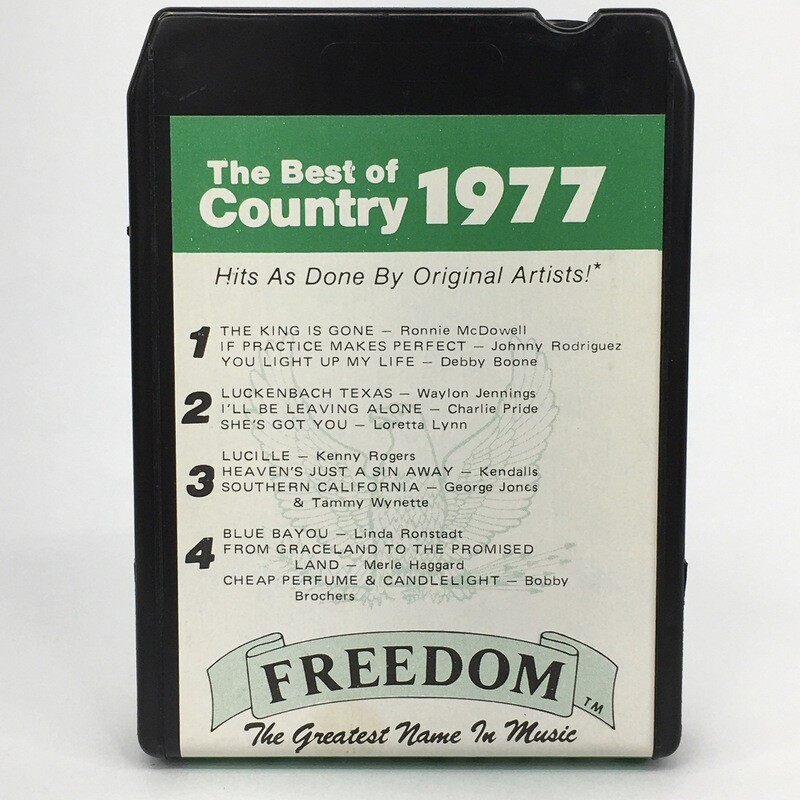 The Best of
Country 1977
Hits As Done By Original Artists!*
1 THE KING IS GONE — Ronnie McDowell
IF PRACTICE MAKES PERFECT — Johnny Rodriguez
YOU LIGHT UP MY LIFE — Debby Boone
2 LUCKENBACH TEXAS — Waylon Jennings
I'LL BE LEAVING ALONE — Charlie Pride
SHE'S GOT YOU — Loretta Lynn
3 LUCILLE — Kenny Rogers
HEAVEN'S JUST A SIN AWAY — Kendalls
SOUTHERN CALIFORNIA — George Jones
& Tammy Wynette
4 BLUE BAYOU — Linda Ronstadt
FROM GRACELAND TO THE PROMISED
LAND — Merle Haggard
CHEAP PERFUME & CANDLELIGHT — Bobby
Brochers
FREEDOM TM
The Greatest Name In Music